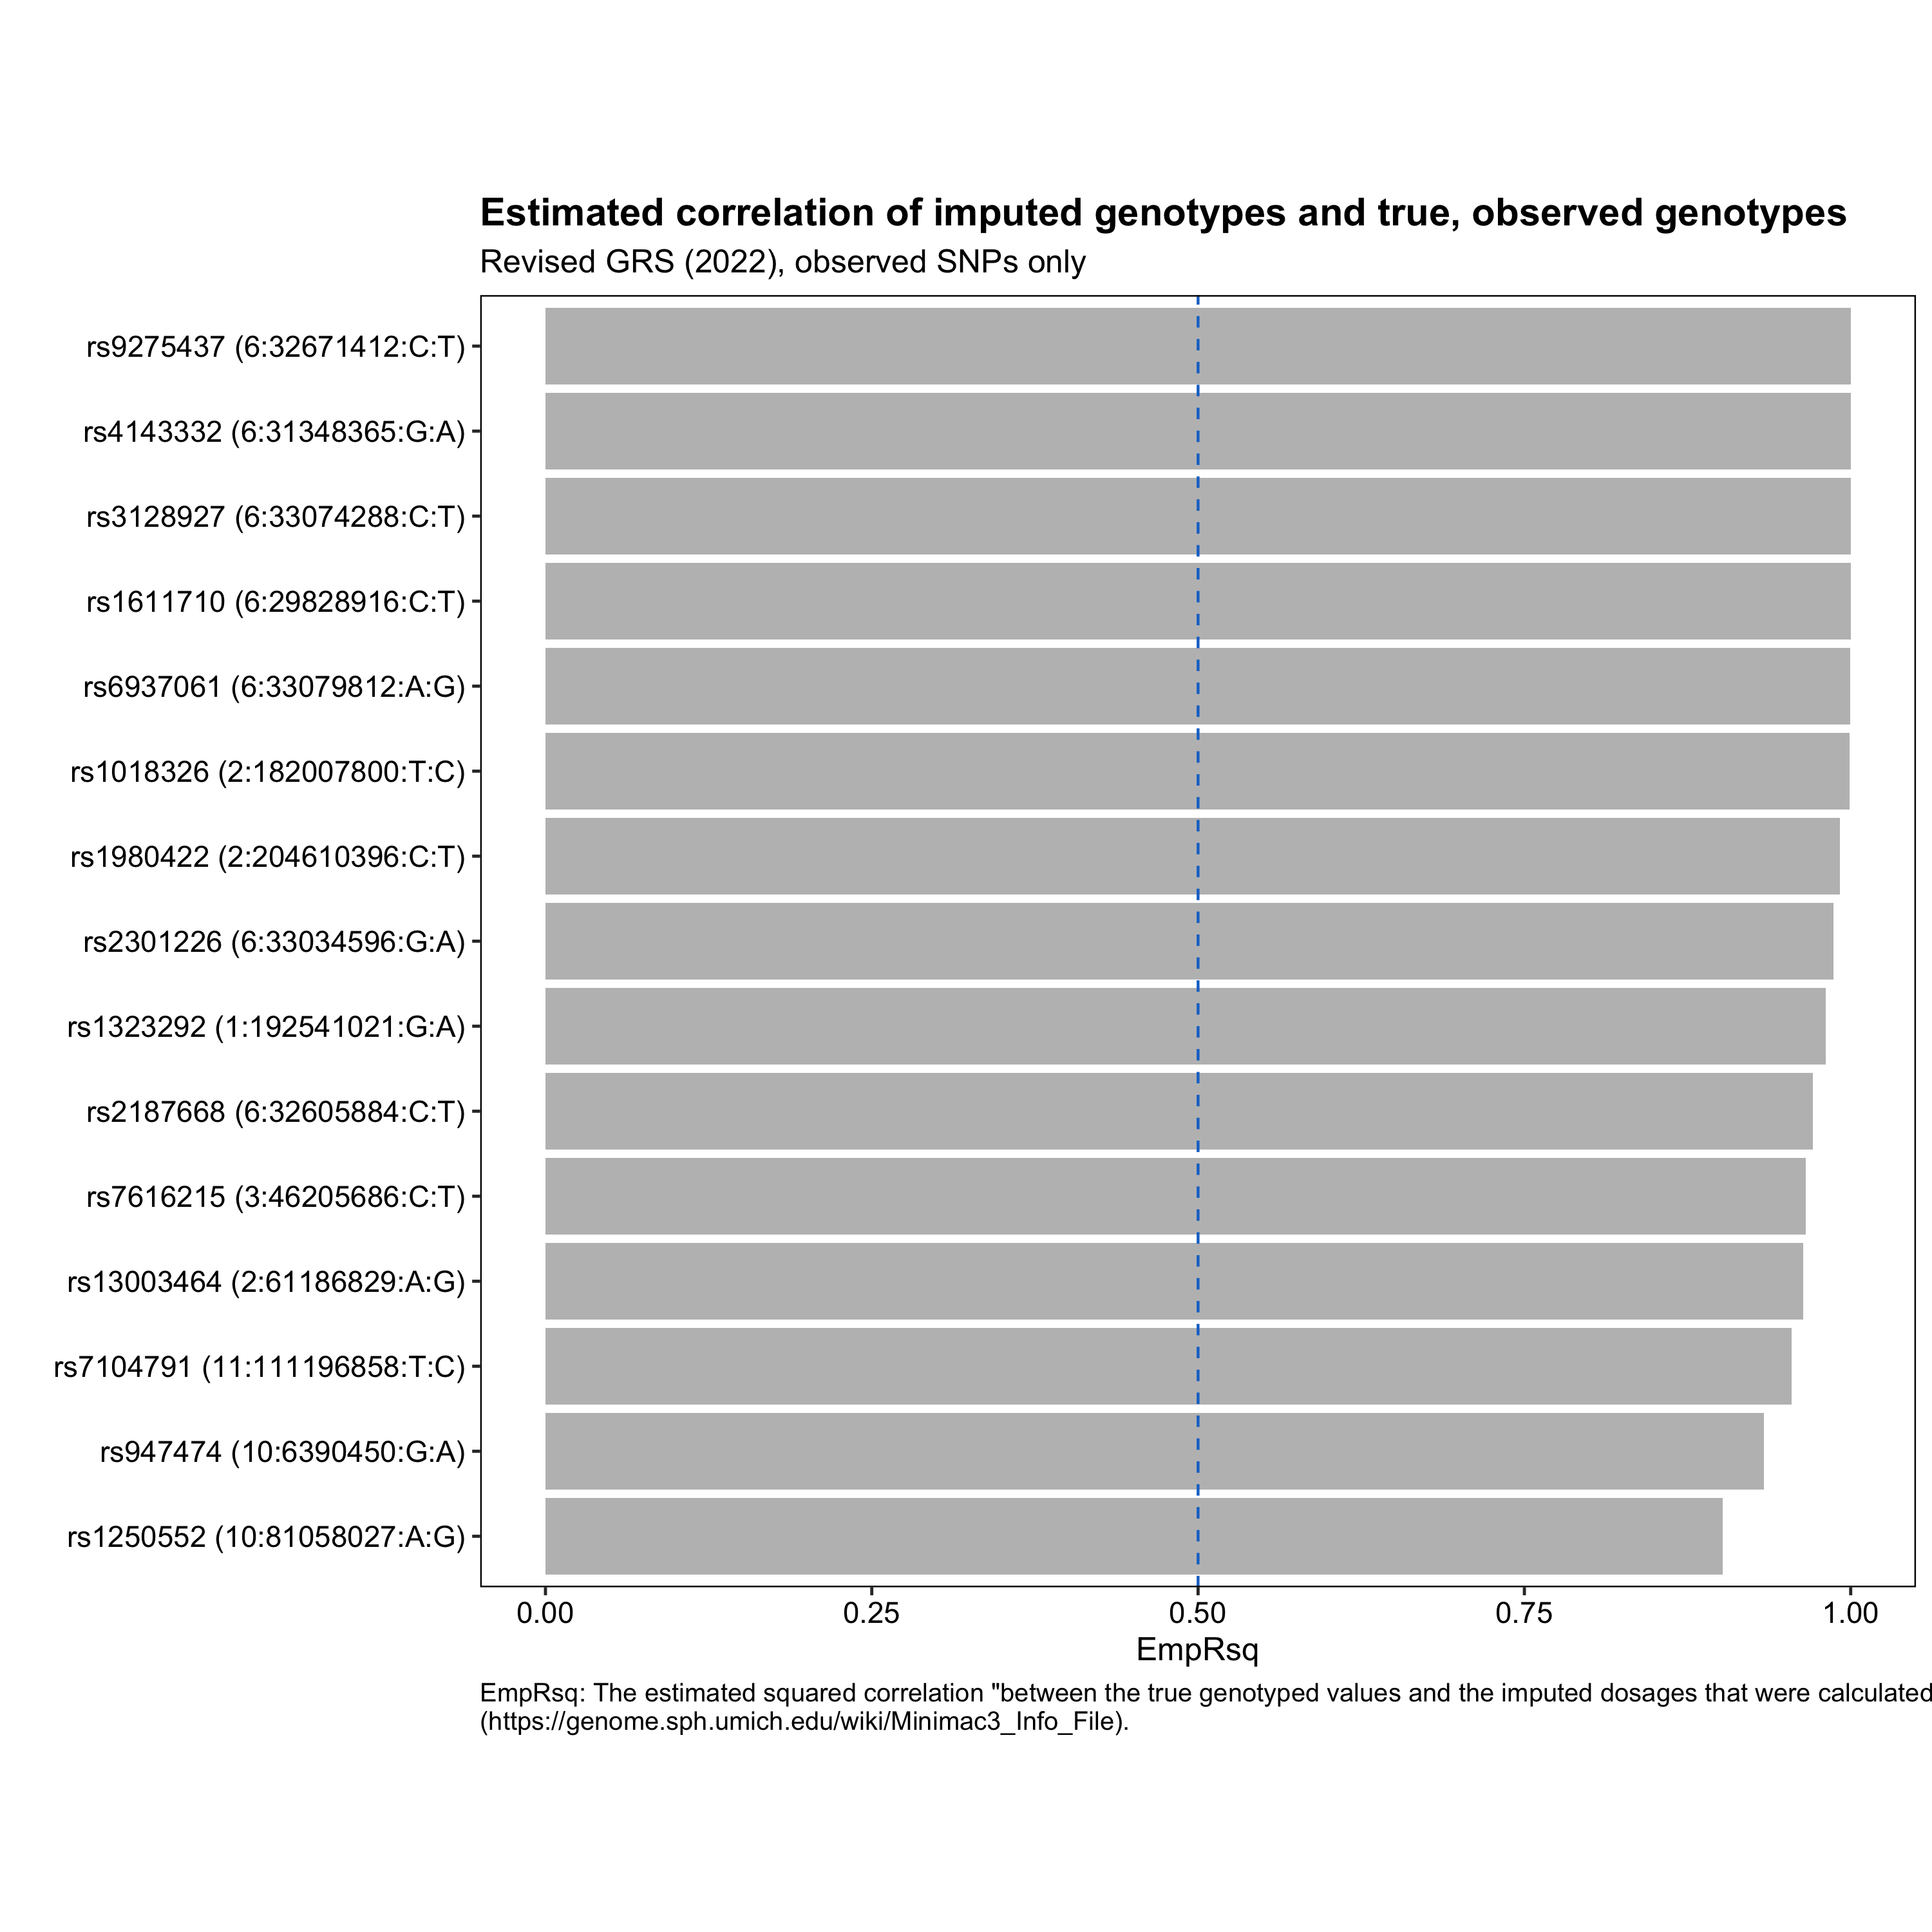 Estimated correlation of imputed genotypes and true, observed genotypes
Revised GRS (2022), observed SNPs only
rs9275437 (6:32671412:C:T)
rs4143332 (6:31348365:G:A)
rs3128927 (6:33074288:C:T)
rs1611710 (6:29828916:C:T)
rs6937061 (6:33079812:A:G)
rs1018326 (2:182007800:T:C)
rs1980422 (2:204610396:C:T)
rs2301226 (6:33034596:G:A)
rs1323292 (1:192541021:G:A)
rs2187668 (6:32605884:C:T)
rs7616215 (3:46205686:C:T)
rs13003464 (2:61186829:A:G)
rs7104791 (11:111196858:T:C)
rs947474 (10:6390450:G:A)
rs1250552 (10:81058027:A:G)
0.00 0.25 0.50 0.75 1.00
EmpRsq
EmpRsq: The estimated squared correlation "between the true genotyped values and the imputed dosages that were calculated
(https://genome.sph.umich.edu/wiki/Minimac3_Info_File).